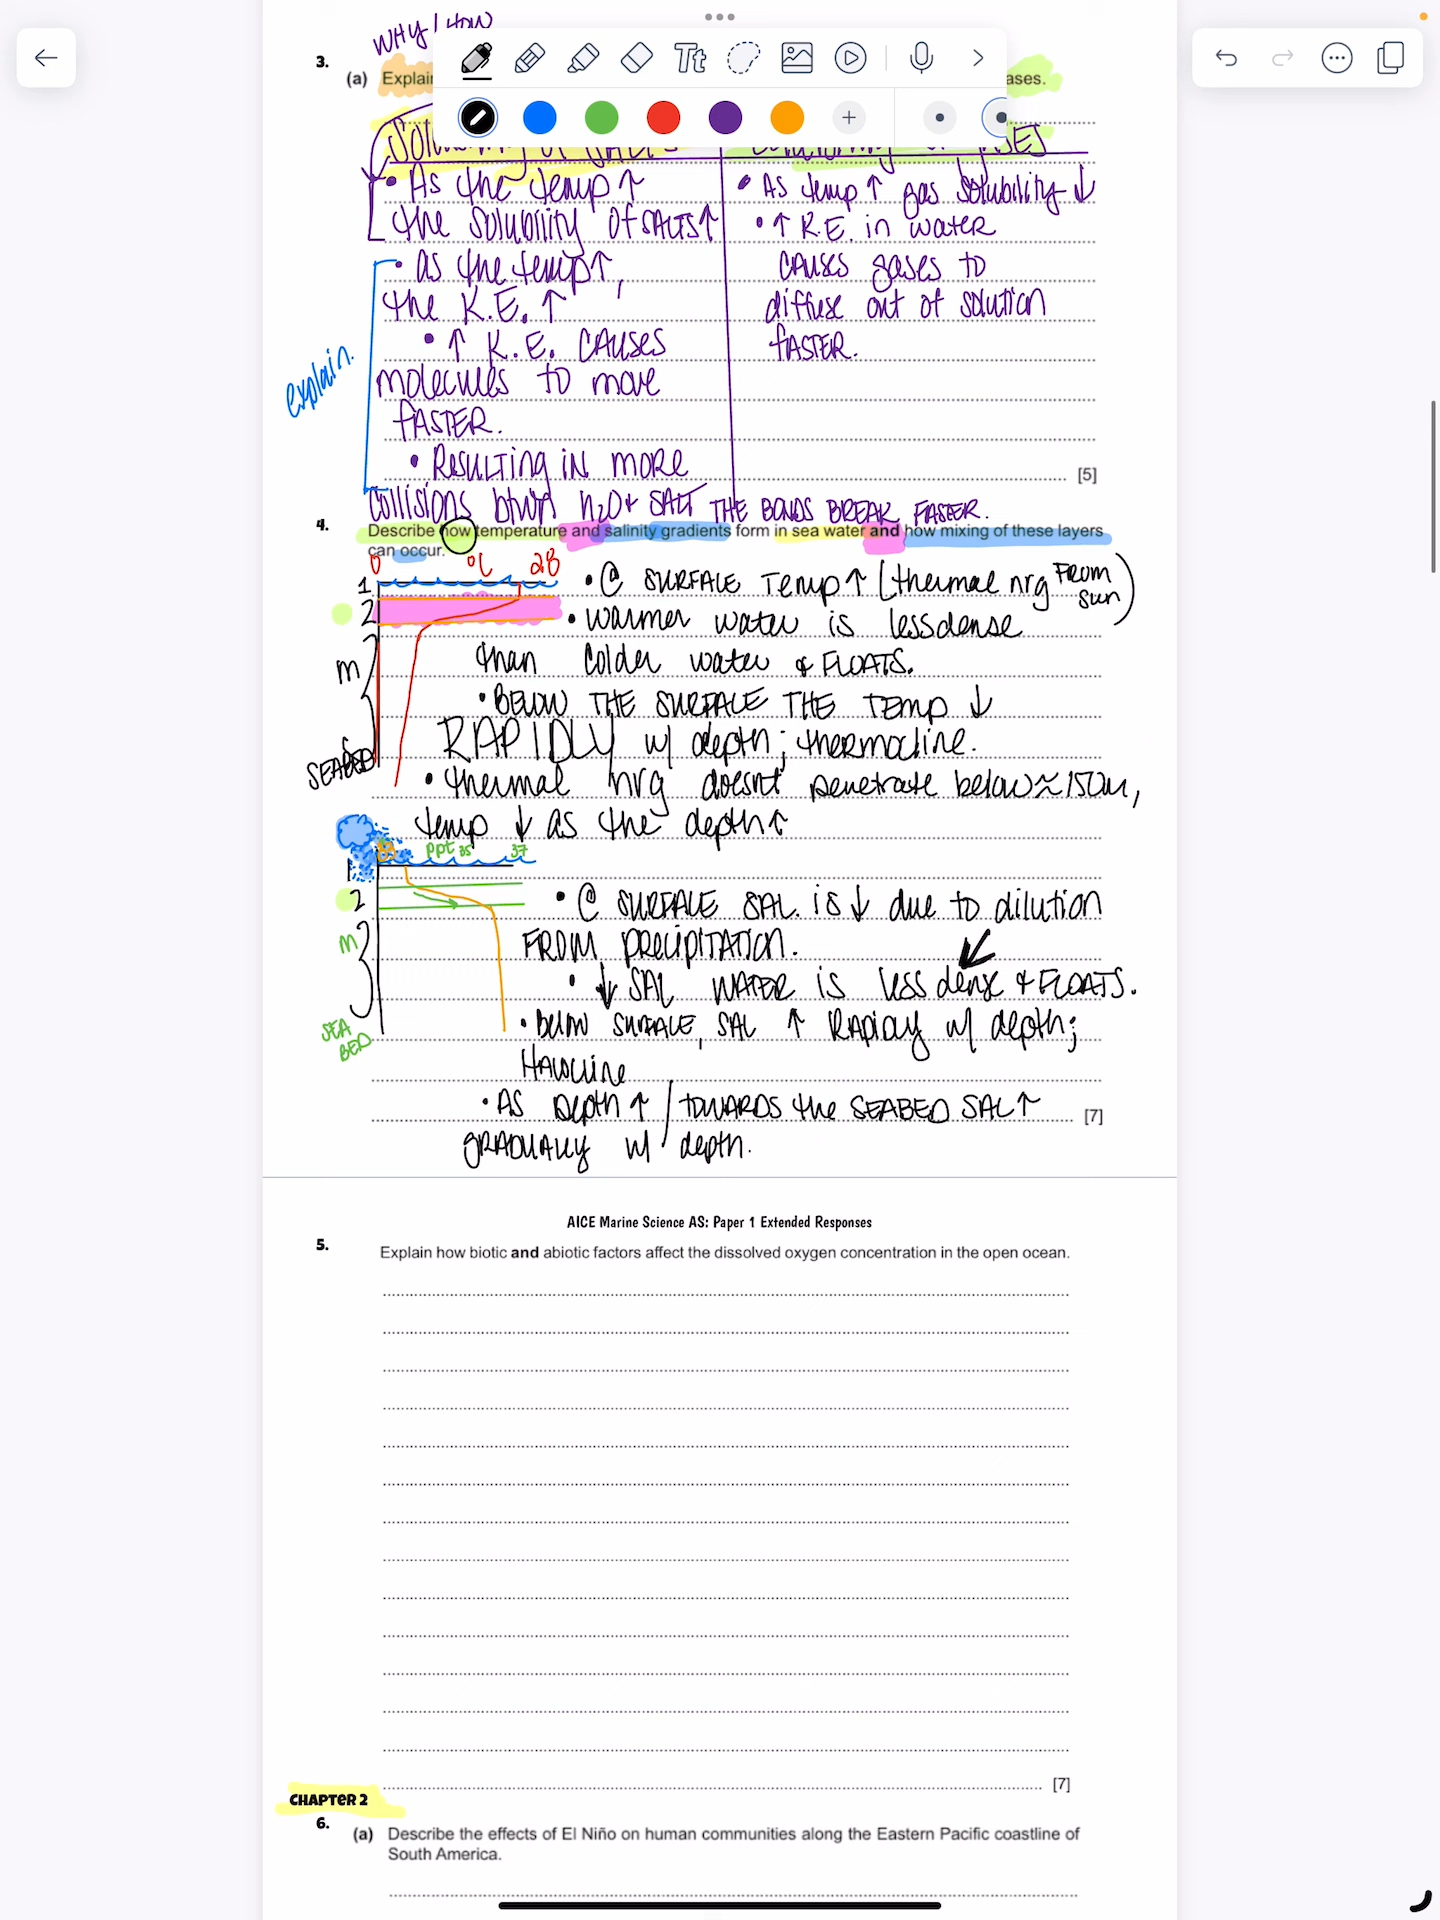 WHY / HOW
3.
(a) Explain
ases.
Solubility of SALTS
• As the temp ↑
the solubility of SALTS ↑
• as the temp ↑,
the K.E. ↑
• ↑ K.E. CAUSES
molecules to move
FASTER.
• RESULTING IN MORE
collisions btwn H2O + SALT THE BONDS BREAK FASTER.
explain.
• As temp ↑ gas solubility ↓
• ↑ K.E. in water
CAUSES gases to
diffuse out of solution
FASTER.
[5]
4. Describe how temperature and salinity gradients form in sea water and how mixing of these layers
can occur.
0 °C 28
1
2
m
SEABED
• @ SURFACE Temp ↑ (thermal nrg FROM sun)
• warmer water is less dense
than colder water & FLOATS.
• BELOW THE SURFACE THE TEMP ↓
RAPIDLY w/ depth; thermocline.
• thermal nrg doesnt penetrate below ≈ 150m,
temp ↓ as the depth ↑
ppt 35 37
1
2
m
SEA
BED
• @ SURFACE SAL. is ↓ due to dilution
FROM PRECIPITATION.
• ↓ SAL WATER is less dense & FLOATS.
• Below SURFACE, SAL ↑ RAPIDLY w/ depth;
Halocline
• AS Depth ↑ / TOWARDS the SEABED SAL ↑
GRADUALLY w/ depth.
[7]
AICE Marine Science AS: Paper 1 Extended Responses
5. Explain how biotic and abiotic factors affect the dissolved oxygen concentration in the open ocean.
[7]
CHAPTER 2
6. (a) Describe the effects of El Niño on human communities along the Eastern Pacific coastline of
South America.